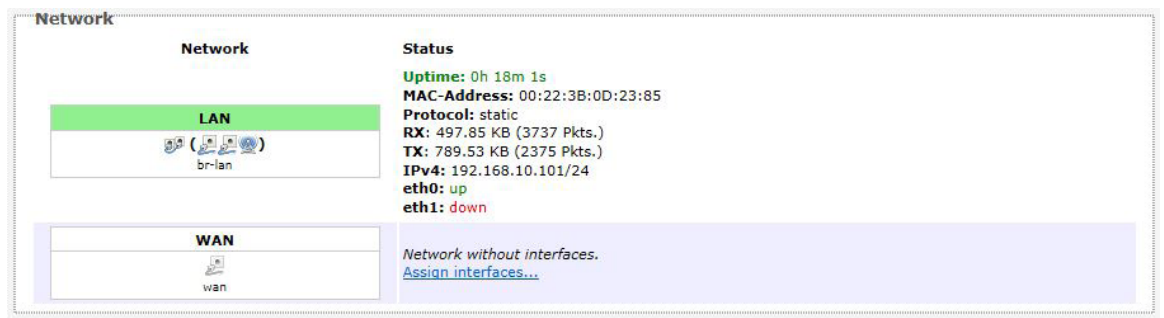 Network
Network Status
Uptime: 0h 18m 1s
MAC-Address: 00:22:3B:0D:23:85
Protocol: static
RX: 497.85 KB (3737 Pkts.)
TX: 789.53 KB (2375 Pkts.)
IPv4: 192.168.10.101/24
eth0: up
eth1: down
LAN
( )
br-lan
WAN
wan
Network without interfaces.
Assign interfaces...